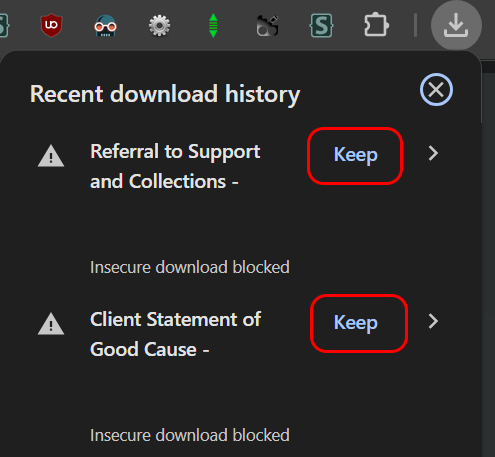 Recent download history
Referral to Support
and Collections -
Keep
Insecure download blocked
Client Statement of
Good Cause -
Keep
Insecure download blocked